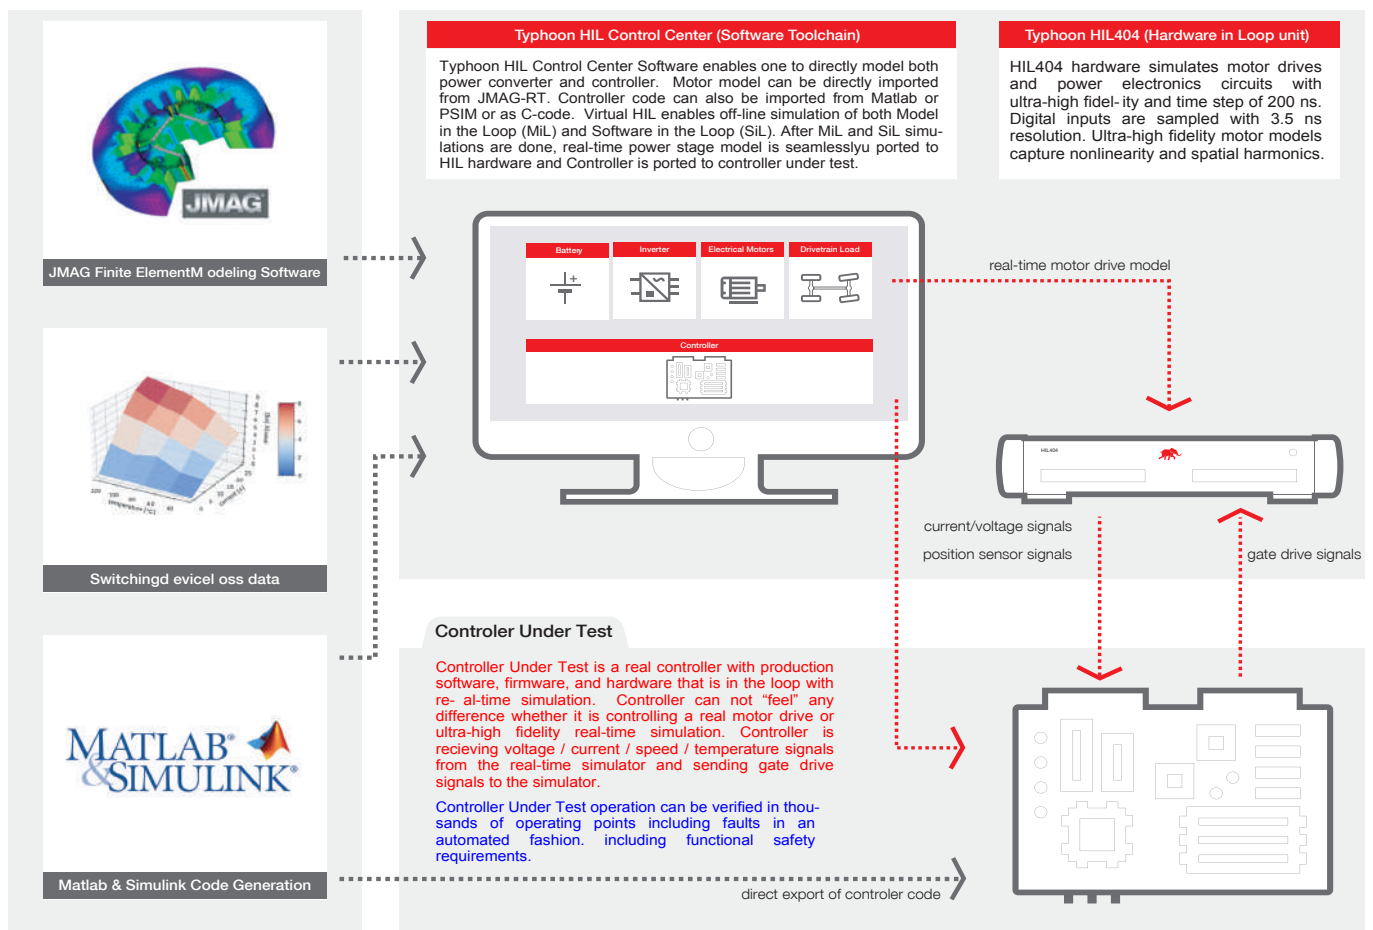 JMAG
JMAG Finite ElementM odeling Software
Switchingd evicel oss data
MATLAB®
&SIMULINK®
Matlab & Simulink Code Generation
Typhoon HIL Control Center (Software Toolchain)
Typhoon HIL Control Center Software enables one to directly model both
power converter and controller. Motor model can be directly imported
from JMAG-RT. Controller code can also be imported from Matlab or
PSIM or as C-code. Virtual HIL enables off-line simulation of both Model
in the Loop (MiL) and Software in the Loop (SiL). After MiL and SiL simu-
lations are done, real-time power stage model is seamlesslyu ported to
HIL hardware and Controller is ported to controller under test.
Typhoon HIL404 (Hardware in Loop unit)
HIL404 hardware simulates motor drives
and power electronics circuits with
ultra-high fidel- ity and time step of 200 ns.
Digital inputs are sampled with 3.5 ns
resolution. Ultra-high fidelity motor models
capture nonlinearity and spatial harmonics.
Battey
Inverter
Electrical Motors
Drivetrain Load
Controller
real-time motor drive model
HIL404
current/voltage signals
position sensor signals
gate drive signals
Controler Under Test
Controller Under Test is a real controller with production
software, firmware, and hardware that is in the loop with
re- al-time simulation. Controller can not “feel” any
difference whether it is controlling a real motor drive or
ultra-high fidelity real-time simulation. Controller is
recieving voltage / current / speed / temperature signals
from the real-time simulator and sending gate drive
signals to the simulator.
Controller Under Test operation can be verified in thou-
sands of operating points including faults in an
automated fashion. including functional safety
requirements.
direct export of controler code